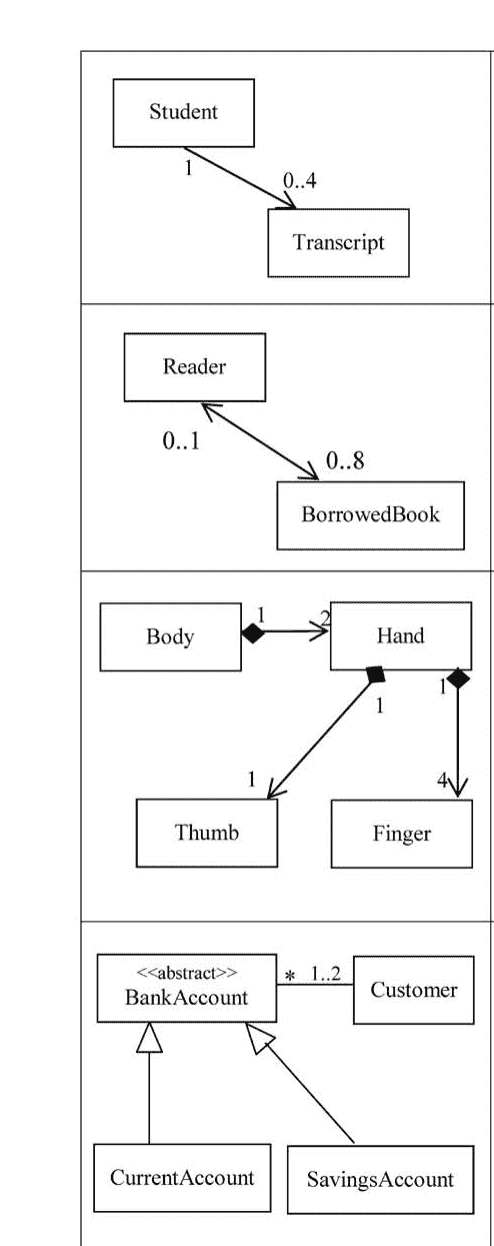 Student
1
0..4
Transcript
Reader
0..1
0..8
BorrowedBook
Body
1
2
Hand
1
1
1
4
Thumb
Finger
<<abstract>>
BankAccount
* 1..2
Customer
CurrentAccount
SavingsAccount